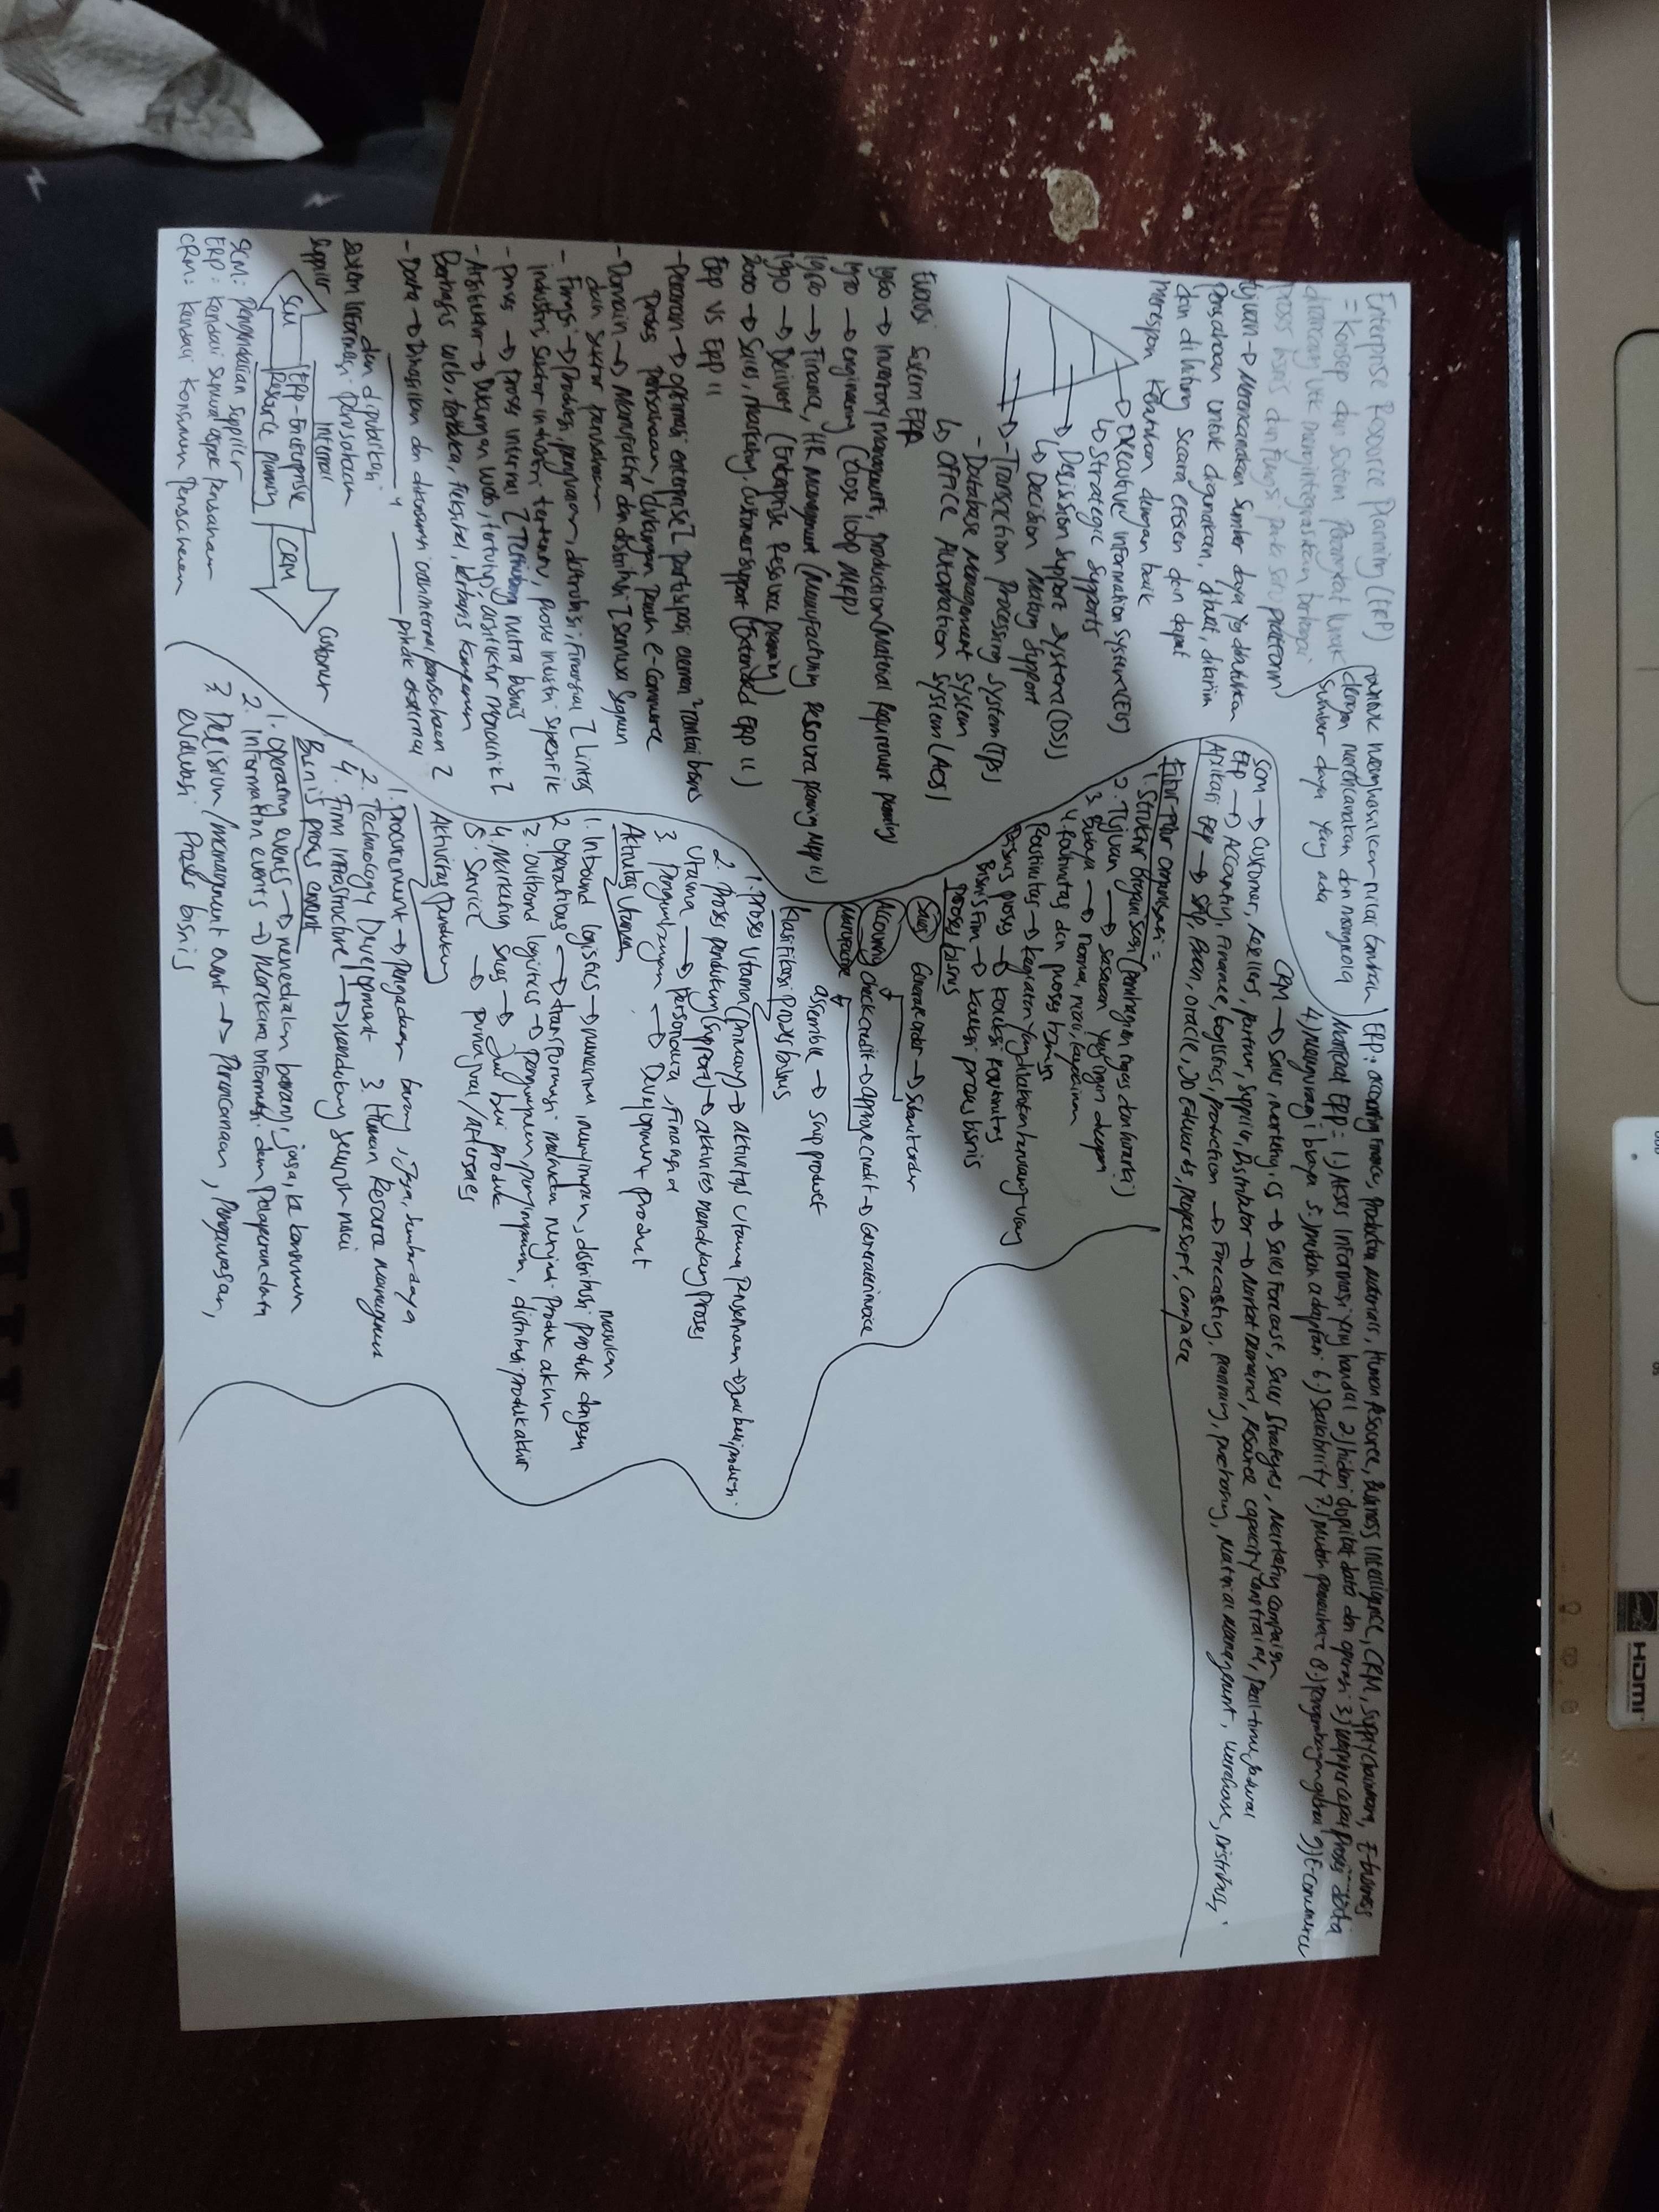 HDMI
Enterprise Resource Planning (ERP)
= Konsep dan Sistem Perangkat lunak
dirancang utk mengintegrasikan berbagai
proses bisnis dan fungsi pada satu platform
untuk menghasilkan nilai tambah
dengan merencanakan dan mengelola
sumber daya yang ada
tujuan → Merencanakan Sumber daya yg dibutuhkan
Perusahaan untuk digunakan, dibuat, dikirim
dan dihitung secara efisien dan dapat
merespon kebutuhan dengan baik
→ Executive Information System (EIS)
↳ Strategic Supports
→ Decision Support System (DSS)
↳ Decision Making Support
→ - Transaction Processing System (TPS)
- Database Management System
↳ Office Automation System (AOS)
Evolusi Sistem ERP
1960 → Inventory Management, production (Material Requirement planning)
1970 → engineering (close loop MRP)
1980 → Finance, HR Management (Manufacturing Resource planning MRP II)
1990 → Delivery (Enterprise Resource planning)
2000 → Sales, marketing, customer support (Extended ERP II)
ERP VS ERP II
- Peranan → optimasi enterprise [ partisipasi elemen² rantai bisnis
Proses perusahaan, dukungan penuh e-commerce
- Domain → Manufaktur dan distribusi [ semua segmen
dan sektor perusahaan
- Fungsi → Produksi, penjualan, distribusi, Finansial [ Lintas
industri, sektor industri tertentu, proses industri spesifik
- proses → proses internal [ Terhubung mitra bisnis
- Arsitektur → Dukungan web, tertutup, arsitektur monolitik [
Berbasis web, terbuka, fleksibel, berbasis komponen
- Data → Dihasilkan dan dikonsumsi internal perusahaan [
pihak eksternal
dan dipublikasi
Sistem Informasi Perusahaan
Supplier Internal Customer
SCM ERP-Enterprise Resource planning CRM
SCM: Pengendalian supplier
ERP: kendali semua aspek perusahaan
CRM: kendali konsumen perusahaan
ERP: accounting Finance, Production Materials, Human Resource, Business Intelligence, CRM, E-business
Manfaat ERP = 1.) Akses informasi yang handal 2.) hidari duplikat data dan operasi 3.) Mempercepat proses data
4.) mengurangi biaya 5.) mudah adaptasi 6.) Skalability 7.) Mudah 9.) E-Commerce
CRM → Sales, marketing, CS → Sales Forecast, Sales Strategies, Marketing campaign
SCM → Customer, Resellers, partner, supplier, Distributor → Market Demand, Resource capacity constraint, Real-time
ERP → Accounting, Finance, Logistics, production → Forecasting, planning, purchasing, Material Management, Warehouse, Distribusi
Aplikasi ERP → SAP, Baan, oracle, JD Edwards, peopleSoft, Compiere
Fitur-Fitur Organisasi =
1. Struktur Organisasi (pembagian tugas dan hirarki)
2. Tujuan → sasaran yang ingin dicapai
3. Budaya → norma, nilai,
4. Routinitas dan proses bisnis
Routinitas → kegiatan yang dilakukan berulang-ulang
Bisnis proses → koleksi Routinitas
Bisnis Firm → koleksi proses bisnis
proses bisnis
Sales Generate order → submit order
Accounting Check credit → approve credit → Generate invoice
Manufacture
assemble → Ship product
Klasifikasi proses bisnis
1. proses utama (primary) → aktivitas utama perusahaan → Jual beli, produksi
2. proses pendukung (support) → aktivitas mendukung proses
utama → personalia, Finansial
3. Pengembangan → Development product
Aktivitas utama
masukan
1. Inbound logistics → menerima, menyimpan, distribusi produk dan jasa
2. Operations → transformasi masukan menjadi produk akhir
3. Outbond logistics → pengumpulan, penyimpanan, distribusi produk akhir
4. Marketing sales → jual beli produk
5. Service → purnajual/aftersales
Aktivitas pendukung
1. procurement → Pengadaan barang, jasa, sumber daya
2. Technology Development 3. Human Resource Management
4. Firm infrastructure → mendukung seluruh nilai
Bisnis proses event
1. Operating events → menyediakan barang, jasa, ke konsumen
2. Information events → Merekam informasi dan Pelaporan data
3. Decision/management event → Perencanaan, Pengawasan,
evaluasi proses bisnis